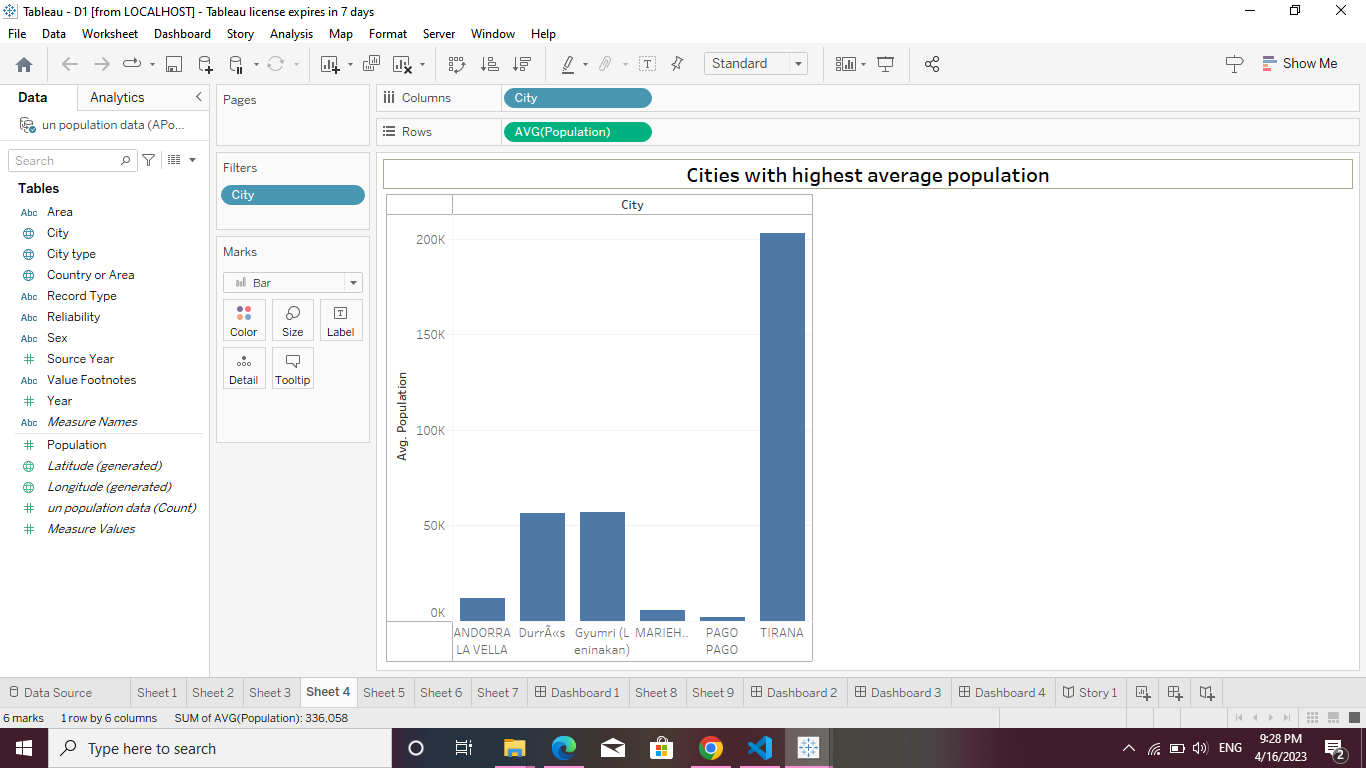 Tableau - D1 [from LOCALHOST] - Tableau license expires in 7 days
File Data Worksheet Dashboard Story Analysis Map Format Server Window Help
Standard
Show Me
Data Analytics
un population data (APo...
Search
Tables
Abc Area
City
City type
Country or Area
Abc Record Type
Abc Reliability
Abc Sex
Source Year
Abc Value Footnotes
Year
Abc Measure Names
Population
Latitude (generated)
Longitude (generated)
un population data (Count)
Measure Values
Pages
Filters
City
Marks
Bar
Color Size Label
Detail Tooltip
Columns City
Rows AVG(Population)
Cities with highest average population
City
200K
150K
100K
50K
0K
Avg. Population
ANDORRA
LA VELLA
DurrÃ«s
Gyumri (L
eninakan)
MARIEH..
PAGO
PAGO
TIRANA
Data Source Sheet 1 Sheet 2 Sheet 3 Sheet 4 Sheet 5 Sheet 6 Sheet 7 Dashboard 1 Sheet 8 Sheet 9 Dashboard 2 Dashboard 3 Dashboard 4 Story 1
6 marks 1 row by 6 columns SUM of AVG(Population): 336,058
Type here to search
ENG
9:28 PM
4/16/2023
2